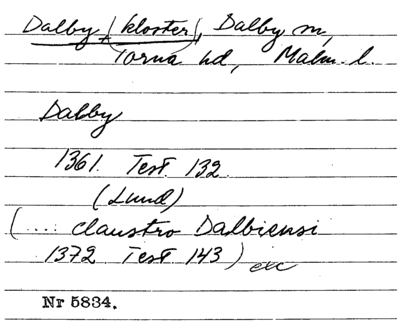 Dalby (kloster), Dalby sn,
Torna hd, Malm. l.
Dalby
1361. Test. 132.
(Lund)
(.... claustro Dalbiensi
1372 Test 143) exc
Nr 5834.